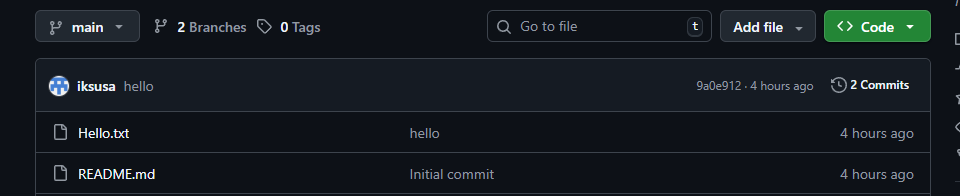 main 2 Branches 0 Tags Go to file t Add file Code
iksusa hello 9a0e912 · 4 hours ago 2 Commits
Hello.txt hello 4 hours ago
README.md Initial commit 4 hours ago